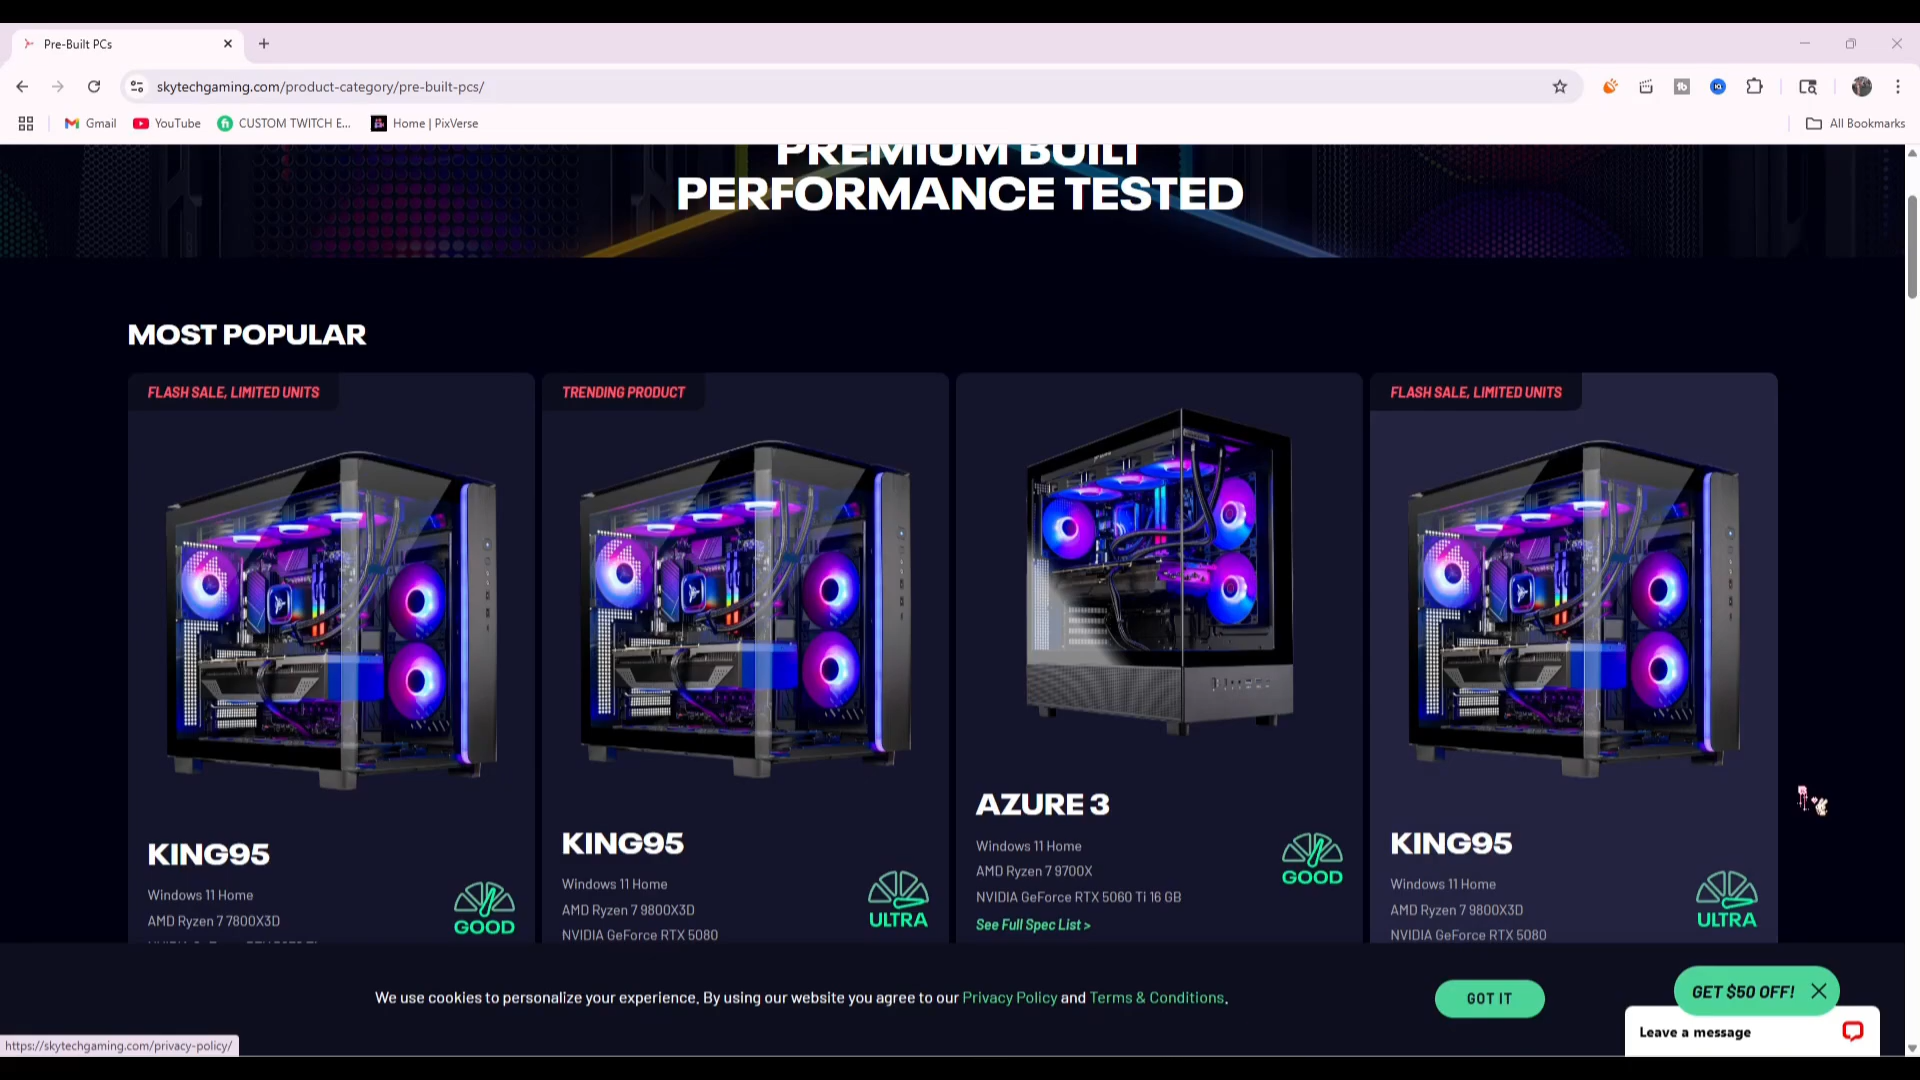 Pre-Built PCs
skytechgaming.com/product-category/pre-built-pcs/
Gmail
YouTube
CUSTOM TWITCH E...
Home | PixVerse
All Bookmarks
PREMIUM BUILT
PERFORMANCE TESTED
MOST POPULAR
FLASH SALE, LIMITED UNITS
KING95
Windows 11 Home
AMD Ryzen 7 7800X3D
GOOD
TRENDING PRODUCT
KING95
Windows 11 Home
AMD Ryzen 7 9800X3D
NVIDIA GeForce RTX 5080
ULTRA
AZURE 3
Windows 11 Home
AMD Ryzen 7 9700X
NVIDIA GeForce RTX 5060 Ti 16 GB
See Full Spec List >
GOOD
FLASH SALE, LIMITED UNITS
KING95
Windows 11 Home
AMD Ryzen 7 9800X3D
NVIDIA GeForce RTX 5080
ULTRA
We use cookies to personalize your experience. By using our website you agree to our Privacy Policy and Terms & Conditions.
GOT IT
GET $50 OFF!
Leave a message
https://skytechgaming.com/privacy-policy/